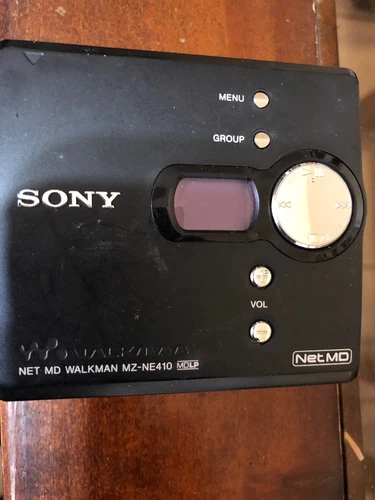 MENU
GROUP
SONY
VOL
WALKMAN
NetMD
NET MD WALKMAN MZ-NE410 MDLP